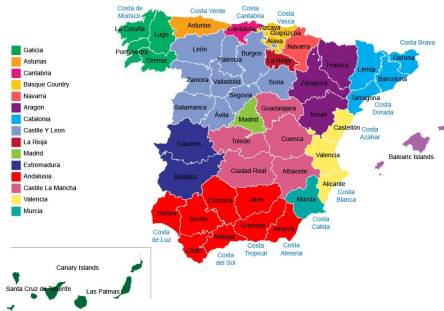 Costa de
Morisco
Costa Verde
Costa
Cantabria
Costa
Vasca
La Coruña
Lugo
Pontevedra
Orense
Asturias
Cantabria
Vizcaya
Guipúzcoa
Alava
Navarra
León
Palencia
Burgos
La Rioja
Huesca
Lérida
Gerona
Costa Brava
Barcelona
Zamora
Valladolid
Soria
Zaragoza
Tarragona
Costa
Dorada
Segovia
Salamanca
Ávila
Madrid
Guadalajara
Teruel
Castellón
Costa
Azahar
Cáceres
Toledo
Cuenca
Valencia
Balearic Islands
Badajoz
Ciudad Real
Albacete
Alicante
Costa
Blanca
Huelva
Seville
Córdoba
Jaén
Murcia
Costa
Calida
Granada
Almeria
Málaga
Cádiz
Costa
de Luz
Costa
del Sol
Costa
Tropical
Costa
Almeria
Galicia
Asturias
Cantabria
Basque Country
Navarra
Aragon
Catalonia
Castile Y Leon
La Rioja
Madrid
Extremadura
Andalusia
Castile La Mancha
Valencia
Murcia
Canary Islands
Santa Cruz de Tenerife
Las Palmas